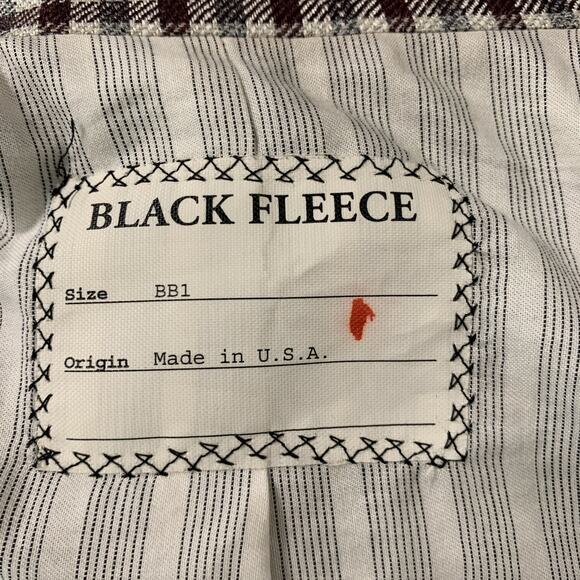 BLACK FLEECE
Size BB1
Origin Made in U.S.A.